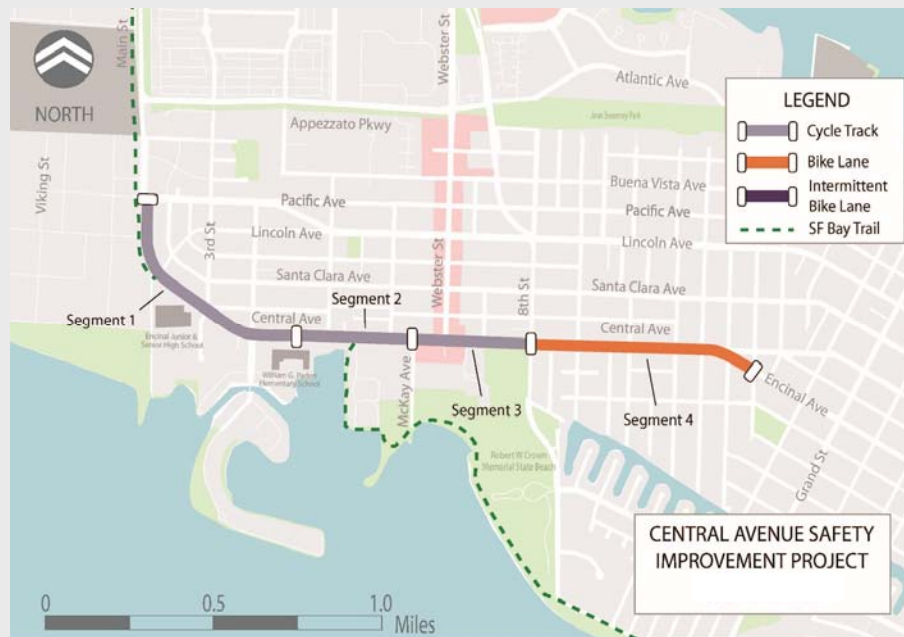 Main St
NORTH
Viking St
Webster St
Atlantic Ave
Jean Sweeney Park
Appezzato Pkwy
LEGEND
Cycle Track
Bike Lane
Intermittent
Bike Lane
SF Bay Trail
Buena Vista Ave
Pacific Ave
Pacific Ave
Lincoln Ave
Lincoln Ave
3rd St
Santa Clara Ave
Santa Clara Ave
Webster St
8th St
Segment 1
Segment 2
Central Ave
Central Ave
Encinal Junior &
Senior High School
William G. Paden
Elementary School
McKay Ave
Segment 3
Segment 4
Encinal Ave
Grand St
Robert W Crown
Memorial State Beach
CENTRAL AVENUE SAFETY
IMPROVEMENT PROJECT
0 0.5 1.0
Miles